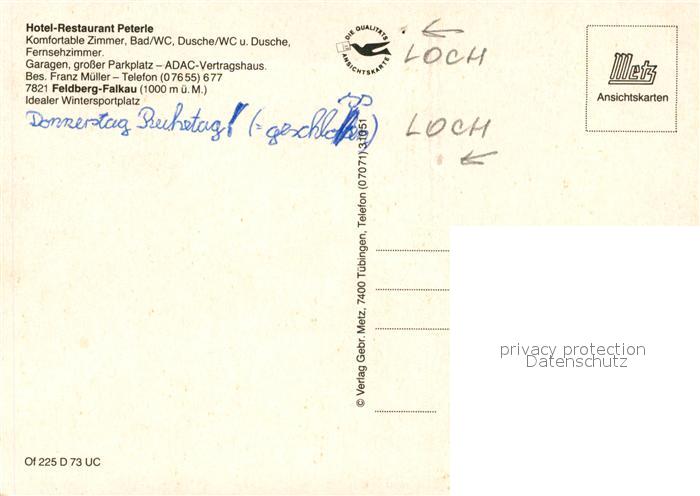 Hotel-Restaurant Peterle
Komfortable Zimmer, Bad/WC, Dusche/WC u. Dusche,
Fernsehzimmer.
Garagen, großer Parkplatz – ADAC-Vertragshaus.
Bes. Franz Müller – Telefon (07655) 677
7821 Feldberg-Falkau (1000 m ü. M.)
Idealer Wintersportplatz
Donnerstag Ruhetag! (= geschlossen)
DIE QUALITÄTS
ANSICHTSKARTE
LOCH
LOCH
Metz
Ansichtskarten
© Verlag Gebr. Metz, 7400 Tübingen, Telefon (07071) 31051
privacy protection
Datenschutz
Of 225 D 73 UC